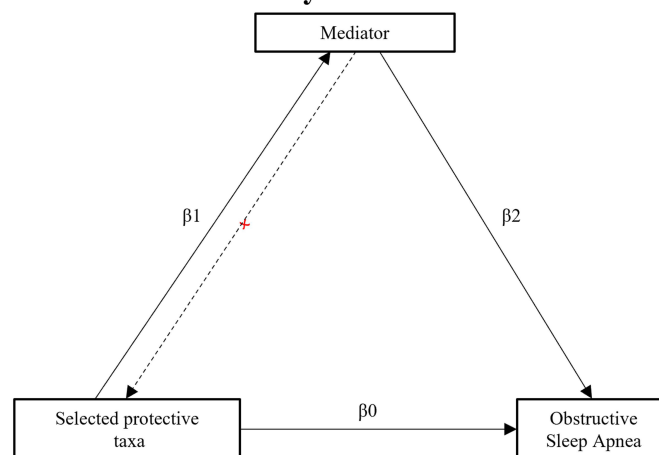 Mediator
β1
β2
β0
Selected protective
taxa
Obstructive
Sleep Apnea